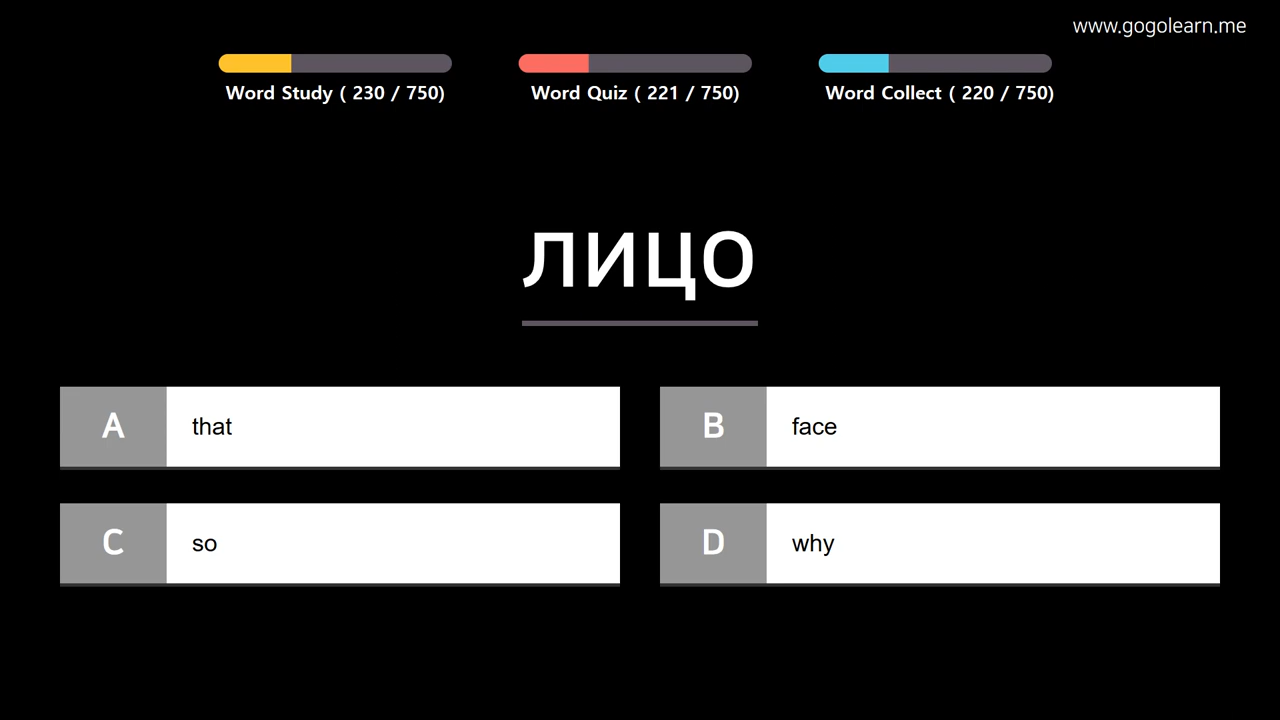 www.gogolearn.me
Word Study ( 230 / 750)
Word Quiz ( 221 / 750)
Word Collect ( 220 / 750)
лицо
A that
B face
C so
D why